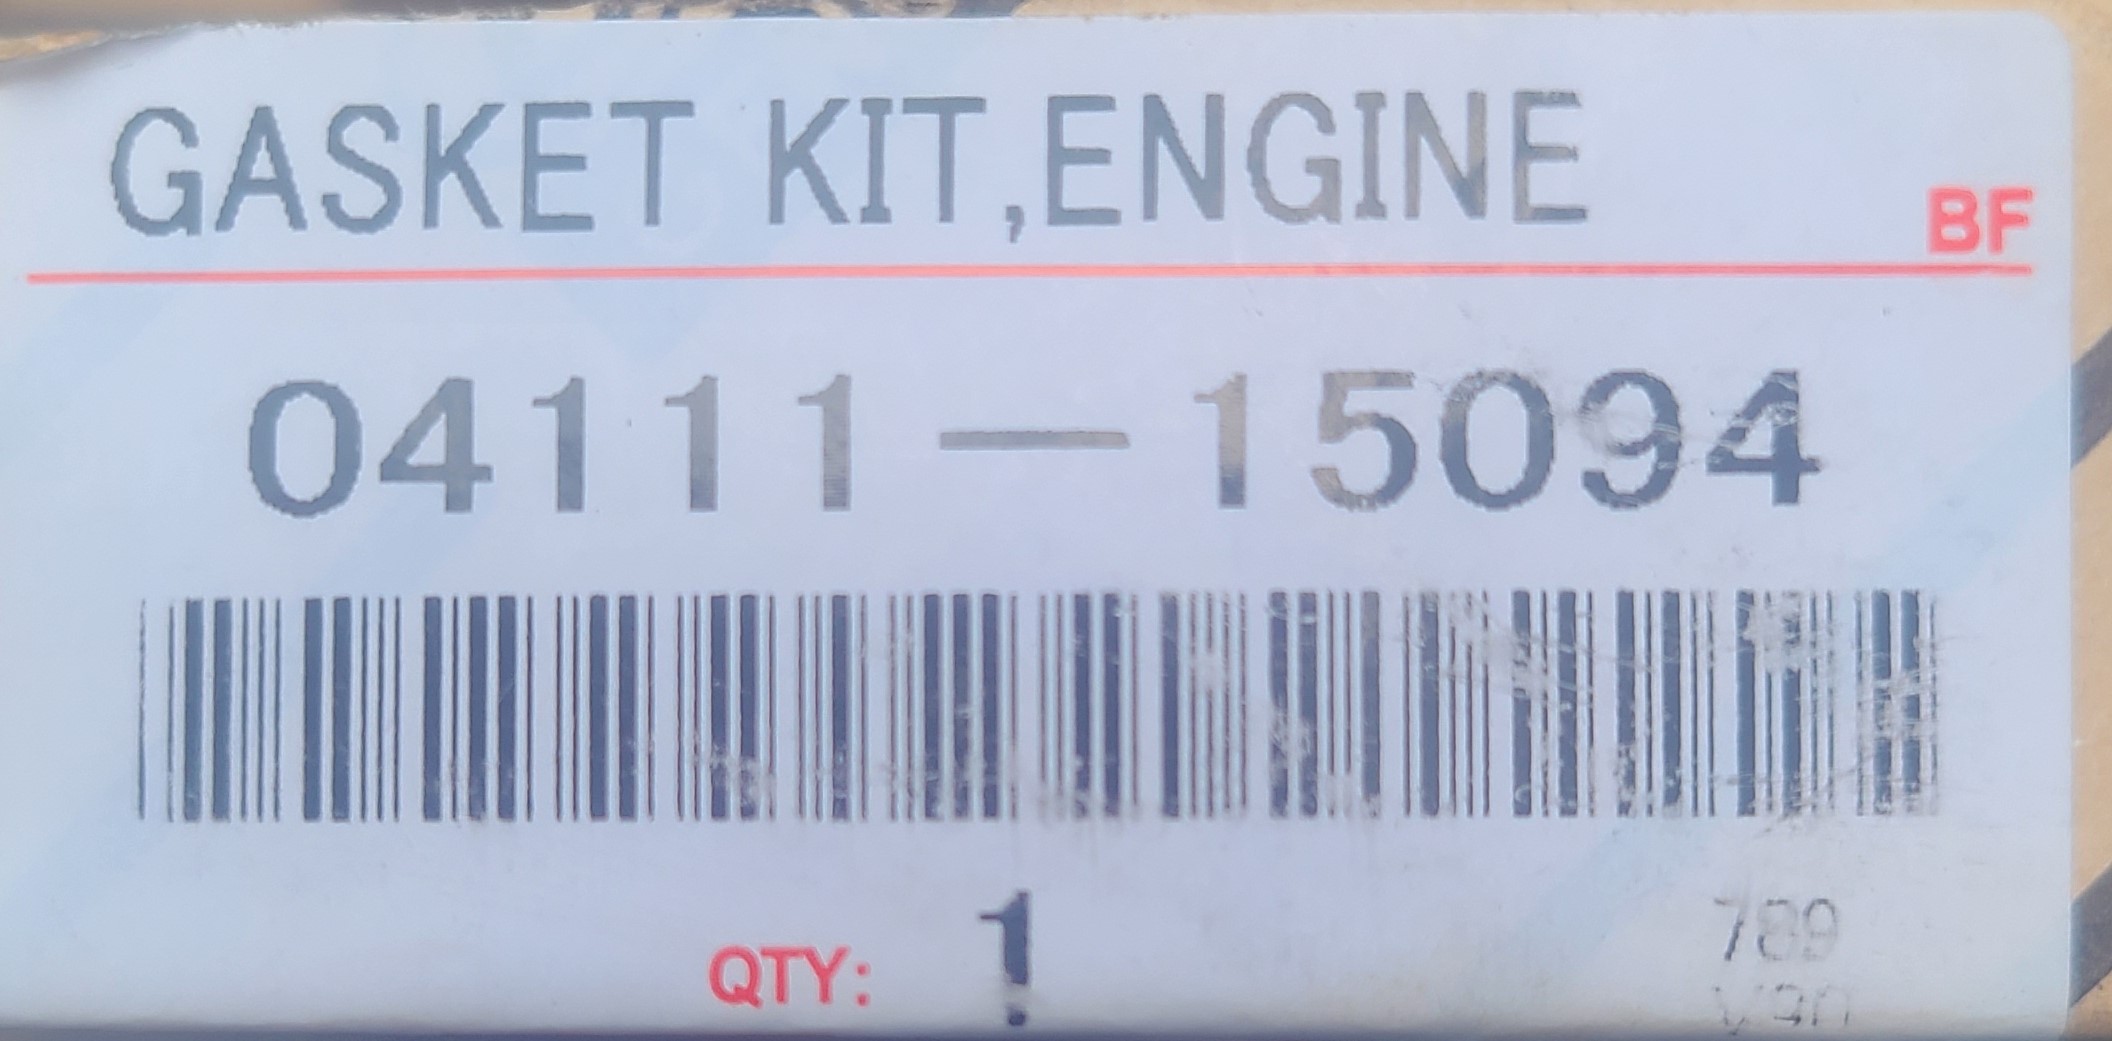 GASKET KIT,ENGINE
BF
04111-15094
QTY: 1
789